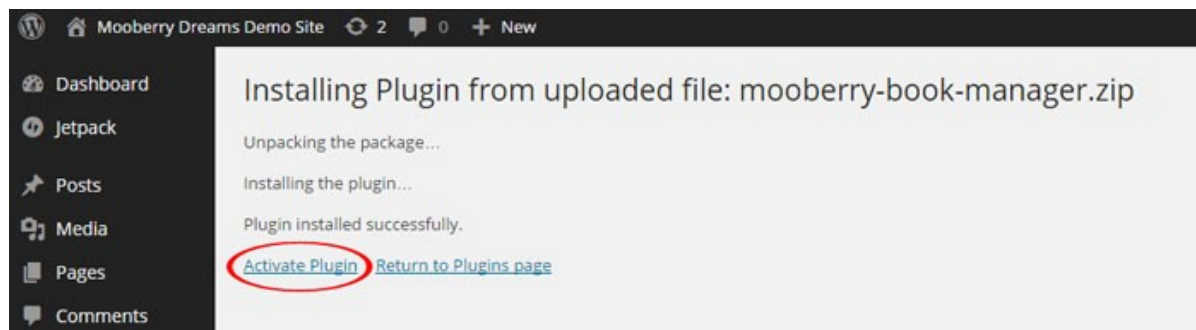 Mooberry Dreams Demo Site 2 0 + New
Dashboard
Jetpack
Posts
Media
Pages
Comments
Installing Plugin from uploaded file: mooberry-book-manager.zip
Unpacking the package…
Installing the plugin…
Plugin installed successfully.
Activate Plugin Return to Plugins page